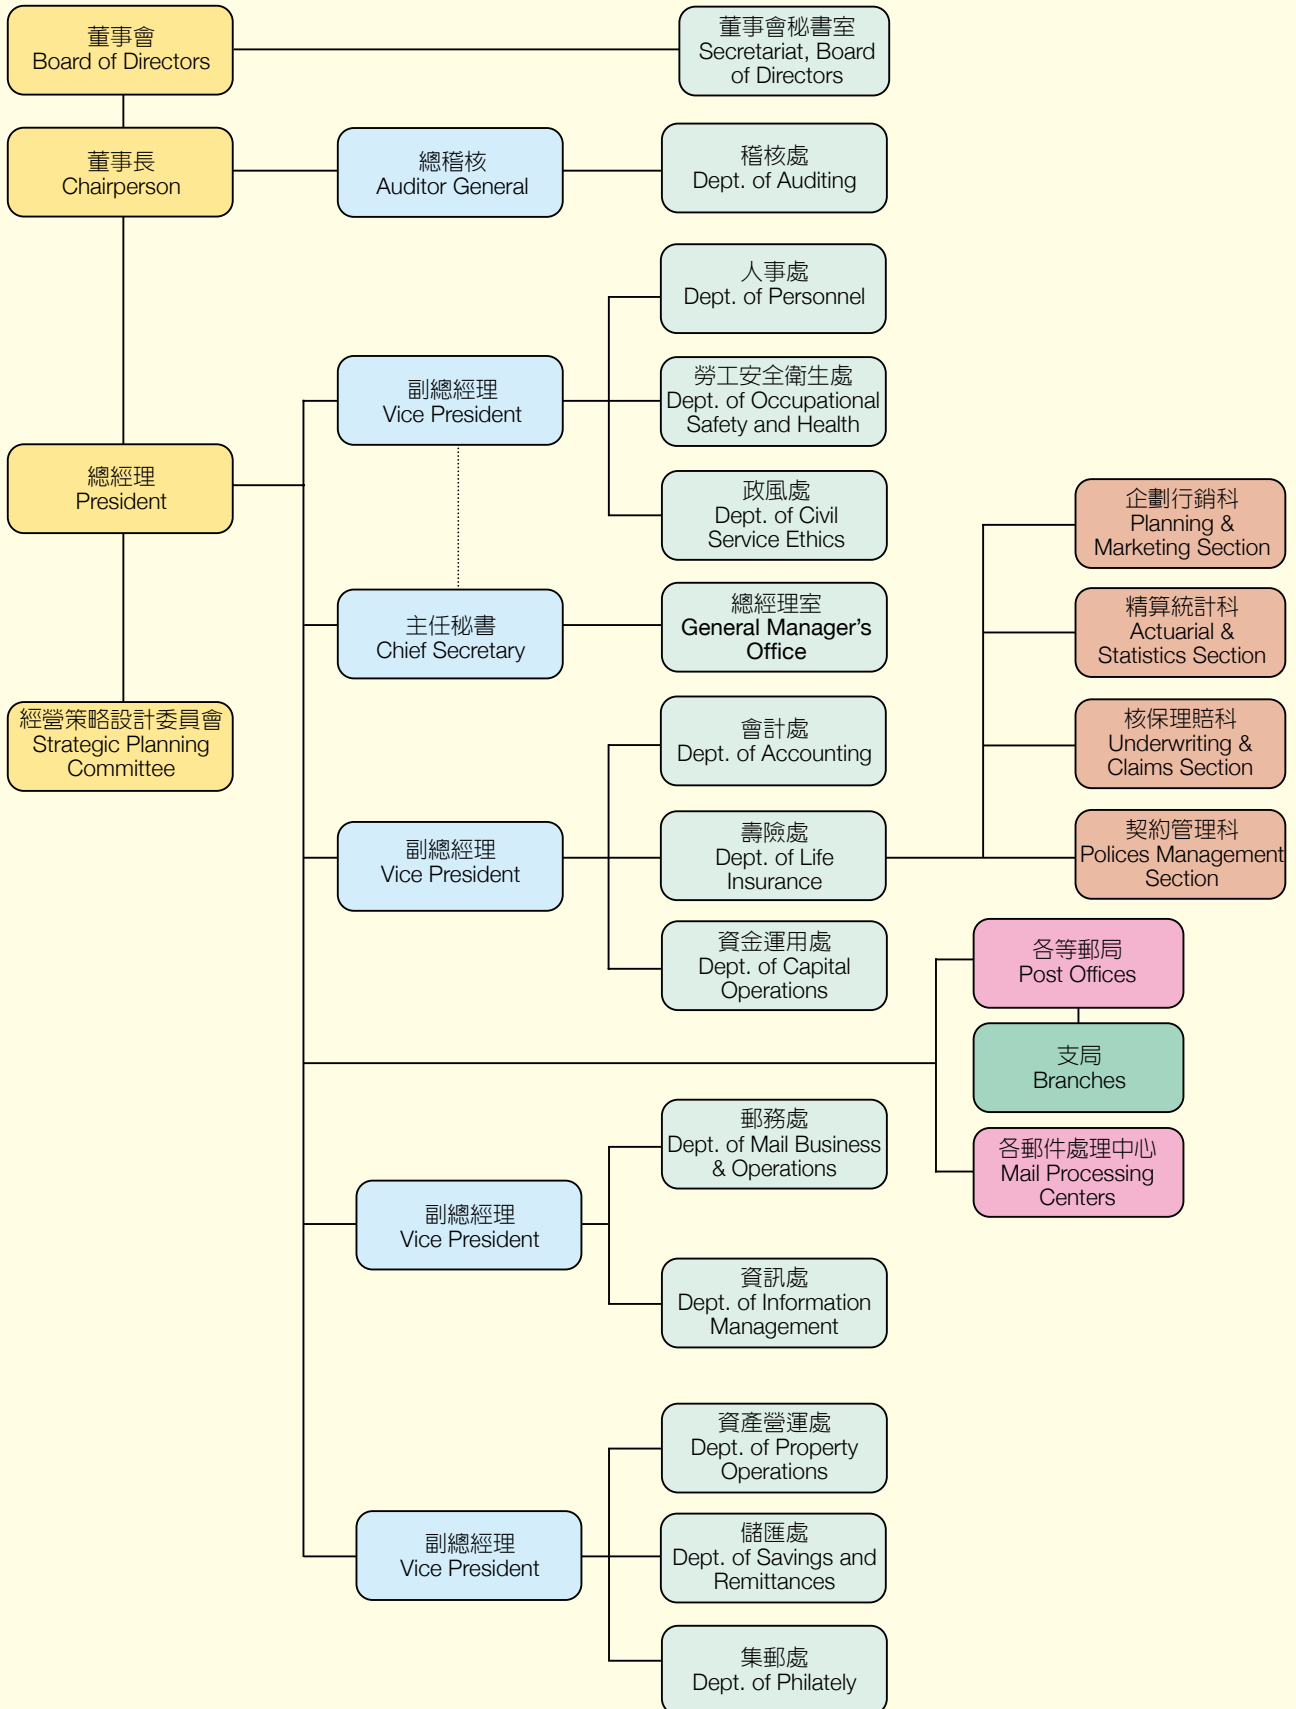 董事會
Board of Directors
董事會秘書室
Secretariat, Board
of Directors
董事長
Chairperson
總稽核
Auditor General
稽核處
Dept. of Auditing
人事處
Dept. of Personnel
副總經理
Vice President
勞工安全衛生處
Dept. of Occupational
Safety and Health
總經理
President
政風處
Dept. of Civil
Service Ethics
企劃行銷科
Planning &
Marketing Section
主任秘書
Chief Secretary
總經理室
General Manager’s
Office
精算統計科
Actuarial &
Statistics Section
經營策略設計委員會
Strategic Planning
Committee
會計處
Dept. of Accounting
核保理賠科
Underwriting &
Claims Section
副總經理
Vice President
壽險處
Dept. of Life
Insurance
契約管理科
Polices Management
Section
資金運用處
Dept. of Capital
Operations
各等郵局
Post Offices
支局
Branches
郵務處
Dept. of Mail Business
& Operations
各郵件處理中心
Mail Processing
Centers
副總經理
Vice President
資訊處
Dept. of Information
Management
資產營運處
Dept. of Property
Operations
副總經理
Vice President
儲匯處
Dept. of Savings and
Remittances
集郵處
Dept. of Philately